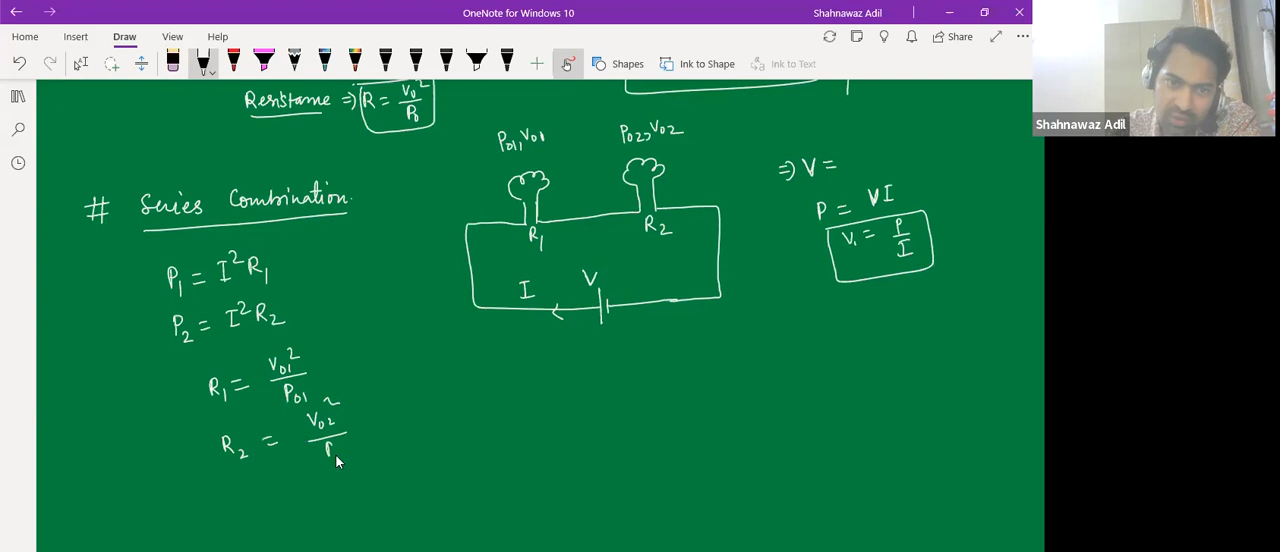 OneNote for Windows 10
Shahnawaz Adil
Home Insert Draw View Help
Share
Shapes Ink to Shape Ink to Text
Resistame ⇒ R = V₀²/P₀
P₀₁, V₀₁
P₀₂, V₀₂
⇒ V =
# Series Combination.
P = VI
V₁ = P/I
R₁
R₂
P₁ = I²R₁
I
V
P₂ = I²R₂
R₁ = V₀₁²/P₀₁
R₂ = V₀₂²/P
Shahnawaz Adil